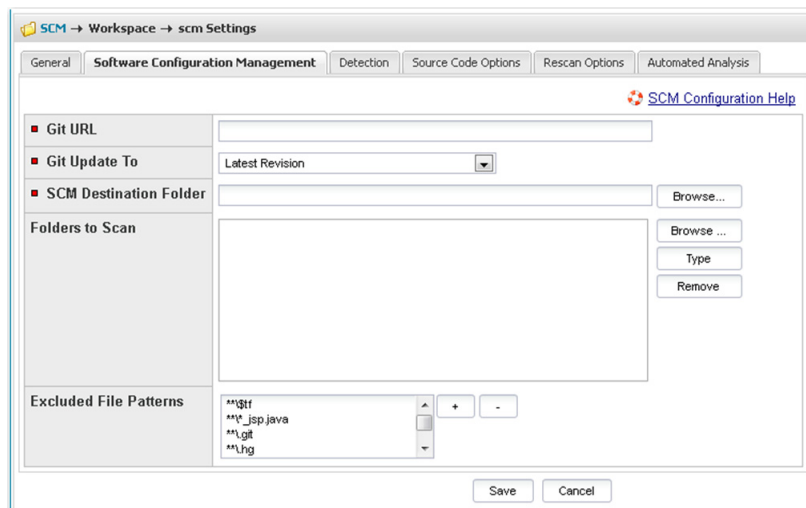 SCM → Workspace → scm Settings
General Software Configuration Management Detection Source Code Options Rescan Options Automated Analysis
SCM Configuration Help
Git URL
Git Update To Latest Revision
SCM Destination Folder Browse...
Folders to Scan Browse ...
Type
Remove
Excluded File Patterns
**\$tf + -
**\*_jsp.java
**\.git
**\.hg
Save Cancel